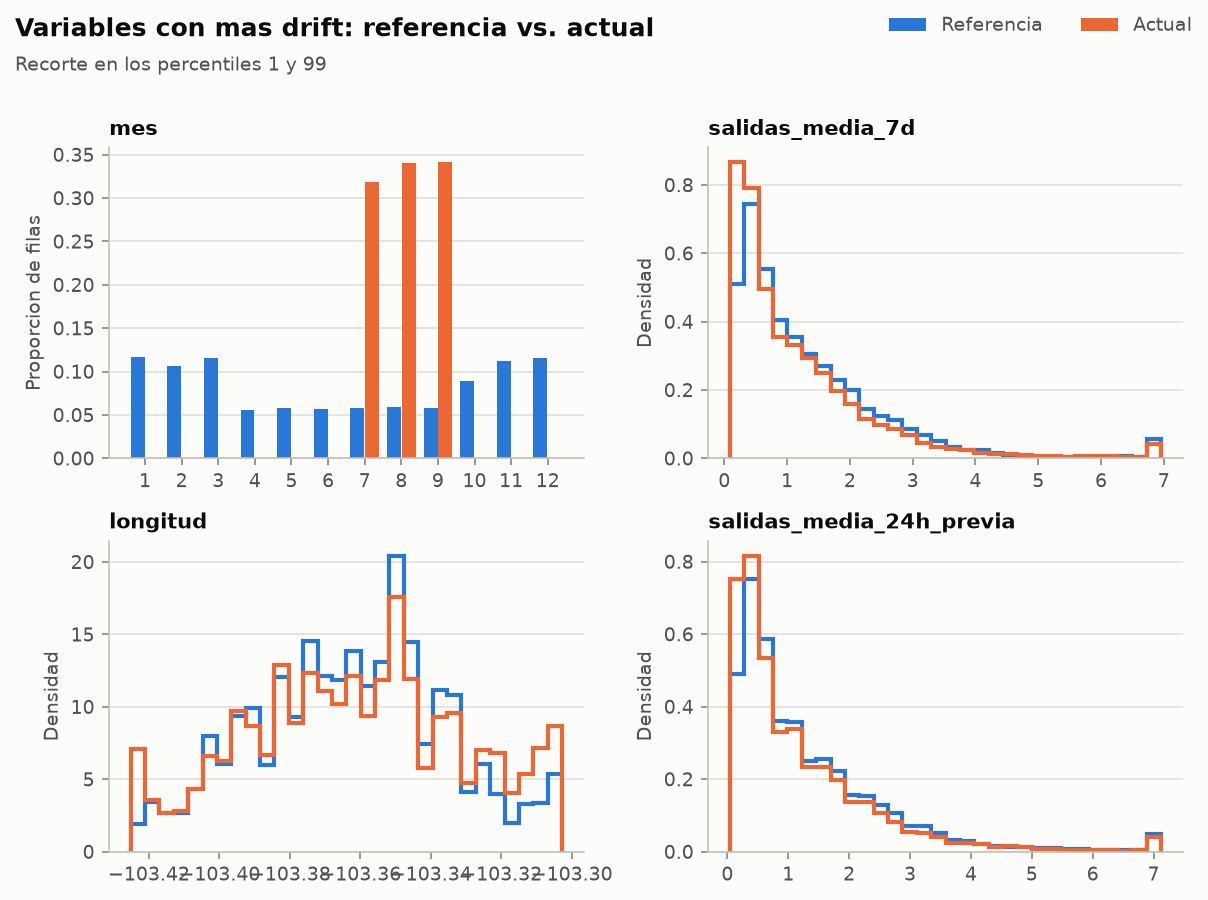 Variables con mas drift: referencia vs. actual
Referencia
Actual
Recorte en los percentiles 1 y 99
mes
Proporcion de filas
0.35
0.30
0.25
0.20
0.15
0.10
0.05
0.00
1 2 3 4 5 6 7 8 9 10 11 12
salidas_media_7d
Densidad
0.8
0.6
0.4
0.2
0.0
0 1 2 3 4 5 6 7
longitud
Densidad
20
15
10
5
0
−103.42 −103.40 −103.38 −103.36 −103.34 −103.32 −103.30
salidas_media_24h_previa
Densidad
0.8
0.6
0.4
0.2
0.0
0 1 2 3 4 5 6 7